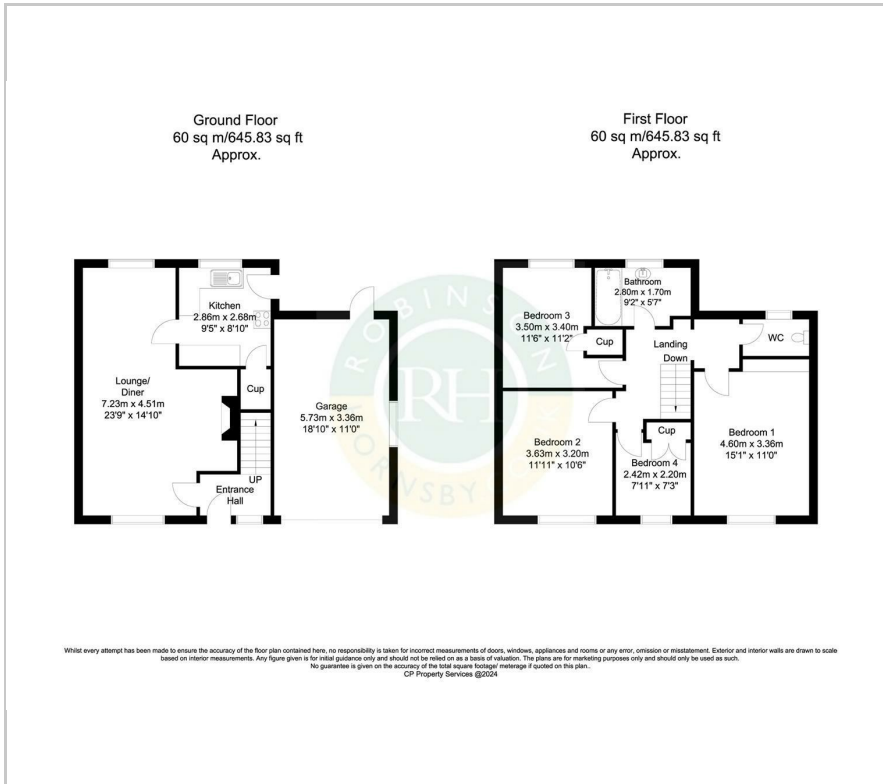 Ground Floor
60 sq m/645.83 sq ft
Approx.
First Floor
60 sq m/645.83 sq ft
Approx.
Kitchen
2.86m x 2.68m
9'5" x 8'10"
Lounge/
Diner
7.23m x 4.51m
23'9" x 14'10"
Cup
Garage
5.73m x 3.36m
18'10" x 11'0"
UP
Entrance
Hall
Bathroom
2.80m x 1.70m
9'2" x 5'7"
Bedroom 3
3.50m x 3.40m
11'6" x 11'2"
Cup
Landing
Down
WC
Bedroom 2
3.63m x 3.20m
11'11" x 10'6"
Cup
Bedroom 4
2.42m x 2.20m
7'11" x 7'3"
Bedroom 1
4.60m x 3.36m
15'1" x 11'0"
RH
Whilst every attempt has been made to ensure the accuracy of the floor plan contained here, no responsibility is taken for incorrect measurements of doors, windows, appliances and rooms or any error, omission or misstatement. Exterior and interior walls are drawn to scale
based on interior measurements. Any figure given is for initial guidance only and should not be relied on as a basis of valuation. The plans are for marketing purposes only and should only be used as such.
No guarantee is given on the accuracy of the total square footage/ meterage if quoted on this plan..
CP Property Services @2024